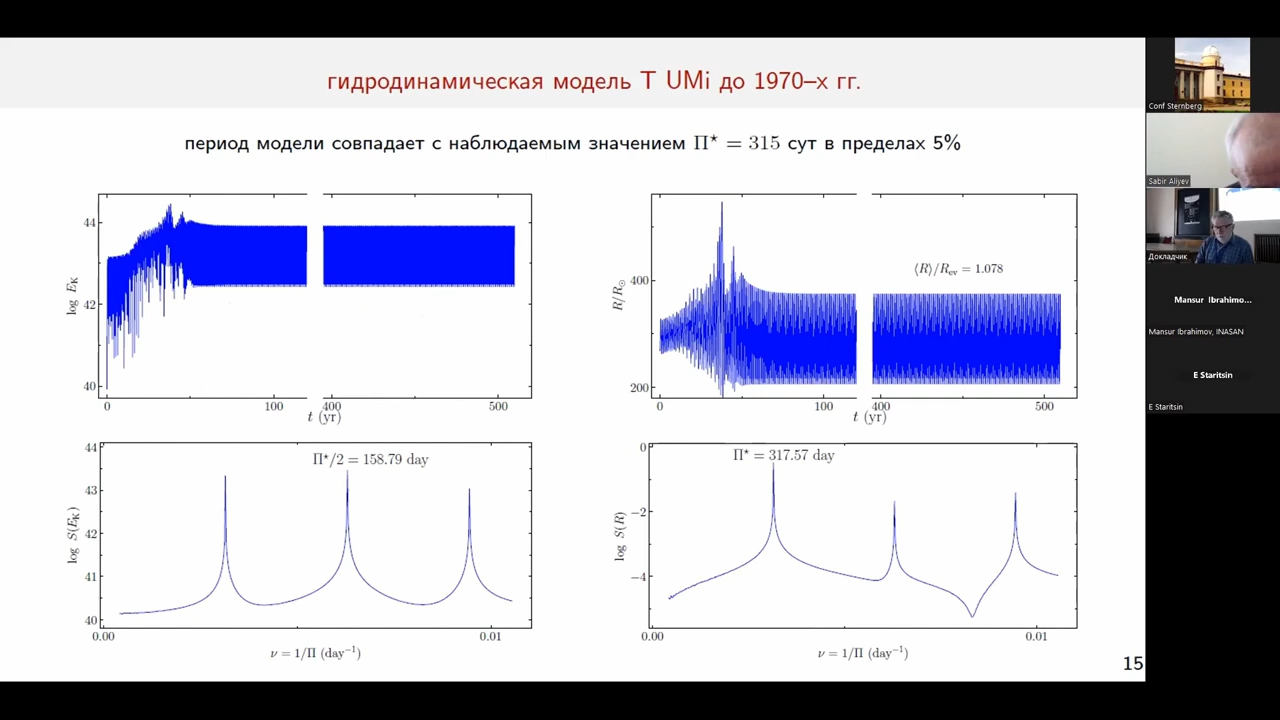 гидродинамическая модель T UMi до 1970–х гг.
период модели совпадает с наблюдаемым значением Π⋆ = 315 сут в пределах 5%
44
42
40
log E_K
0
100
400
500
t (yr)
400
200
R/R⊙
⟨R⟩/R_ev = 1.078
0
100
400
500
t (yr)
44
43
42
41
40
log S(E_K)
Π⋆/2 = 158.79 day
0.00
0.01
ν = 1/Π (day⁻¹)
0
−2
−4
log S(R)
Π⋆ = 317.57 day
0.00
0.01
ν = 1/Π (day⁻¹)
15
Conf Sternberg
Sabir Aliyev
Докладчик
Mansur Ibrahimo...
Mansur Ibrahimov, INASAN
E Staritsin
E Staritsin